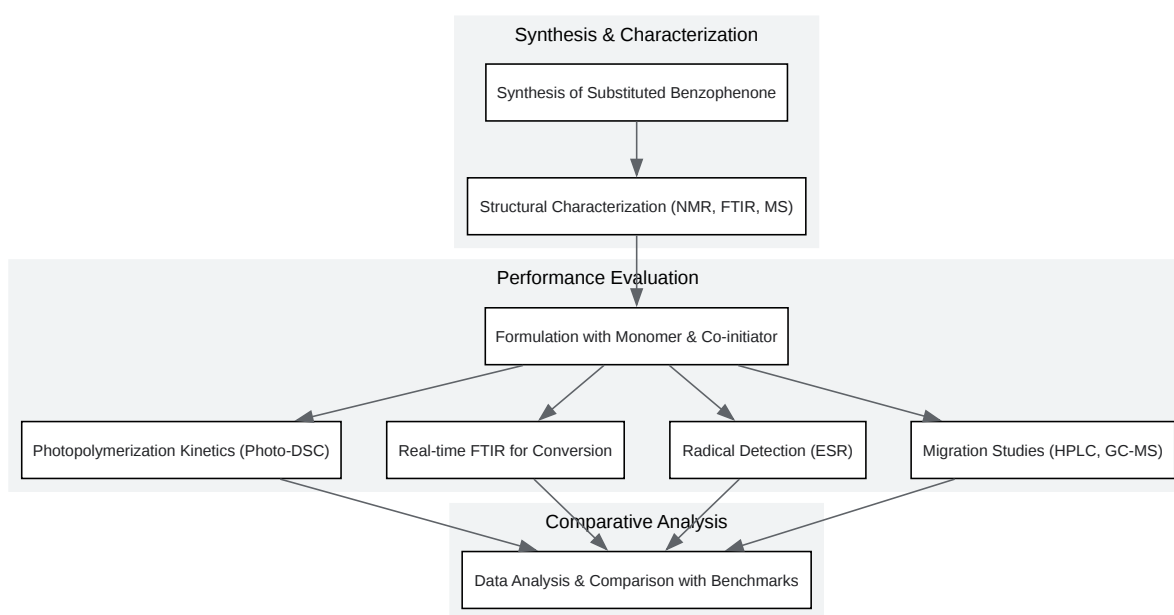 Synthesis & Characterization
Synthesis of Substituted Benzophenone
Structural Characterization (NMR, FTIR, MS)
Performance Evaluation
Formulation with Monomer & Co-initiator
Photopolymerization Kinetics (Photo-DSC)
Real-time FTIR for Conversion
Radical Detection (ESR)
Migration Studies (HPLC, GC-MS)
Comparative Analysis
Data Analysis & Comparison with Benchmarks